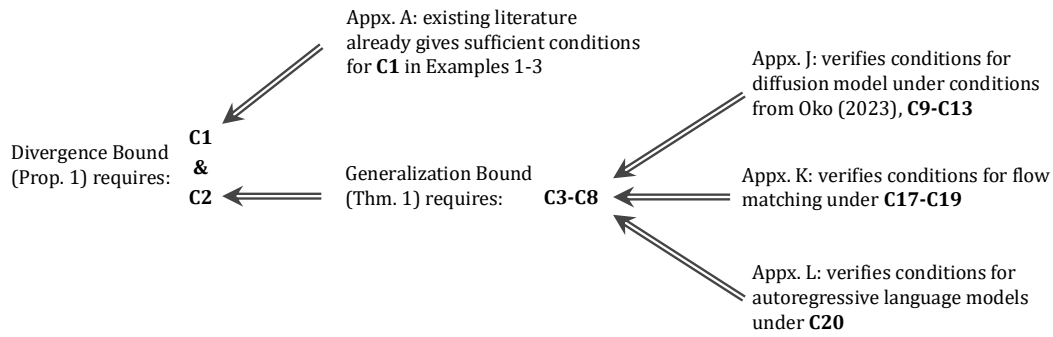 Appx. A: existing literature
already gives sufficient conditions
for C1 in Examples 1-3
Divergence Bound
(Prop. 1) requires:
C1
&
C2
Generalization Bound
(Thm. 1) requires:
C3-C8
Appx. J: verifies conditions for
diffusion model under conditions
from Oko (2023), C9-C13
Appx. K: verifies conditions for flow
matching under C17-C19
Appx. L: verifies conditions for
autoregressive language models
under C20